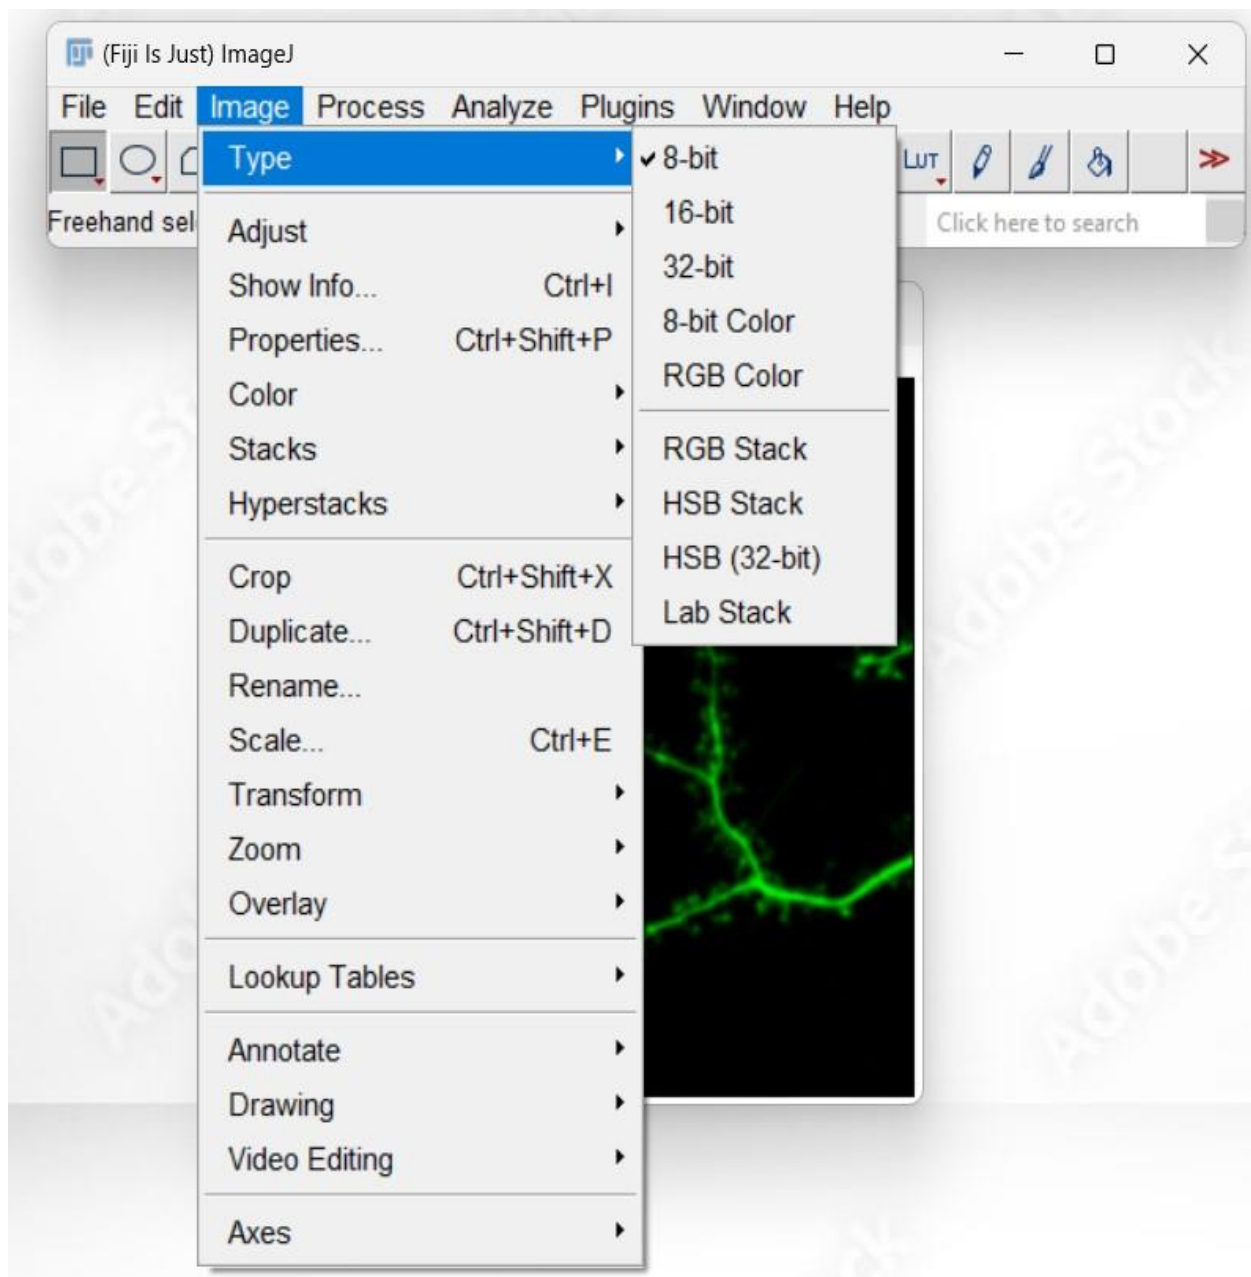 (Fiji Is Just) ImageJ
File Edit Image Process Analyze Plugins Window Help
LUT
Freehand sel
Click here to search
Type
Adjust
Show Info... Ctrl+I
Properties... Ctrl+Shift+P
Color
Stacks
Hyperstacks
Crop Ctrl+Shift+X
Duplicate... Ctrl+Shift+D
Rename...
Scale... Ctrl+E
Transform
Zoom
Overlay
Lookup Tables
Annotate
Drawing
Video Editing
Axes
8-bit
16-bit
32-bit
8-bit Color
RGB Color
RGB Stack
HSB Stack
HSB (32-bit)
Lab Stack
Adobe Stock